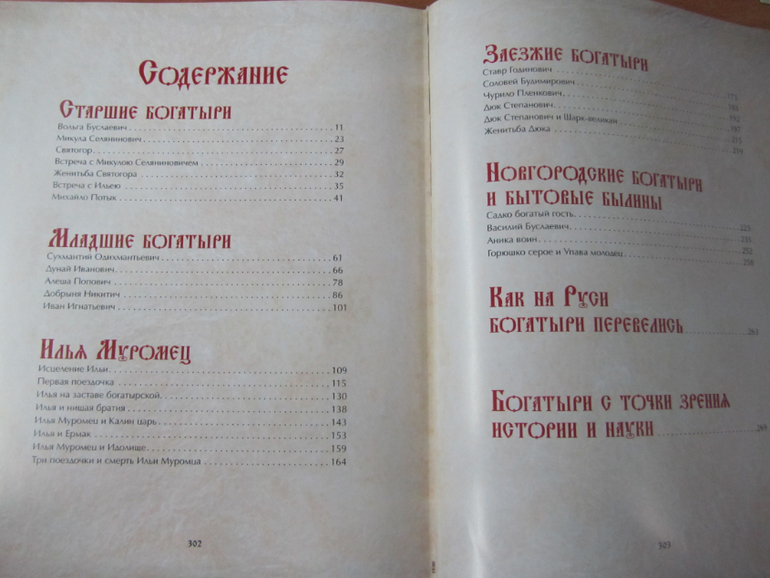 Содержание
Старшие богатыри
Вольга Буслаевич 11
Микула Селянинович 23
Святогор 27
Встреча с Микулою Селяниновичем 29
Женитьба Святогора 32
Встреча с Ильею 35
Михайло Потык 41
Младшие богатыри
Сухмантий Одихмантьевич 61
Дунай Иванович 66
Алеша Попович 78
Добрыня Никитич 86
Иван Игнатьевич 101
Илья Муромец
Исцеление Ильи 109
Первая поездочка 115
Илья на заставе богатырской 130
Илья и нищая братия 138
Илья Муромец и Калин царь 143
Илья и Ермак 153
Илья Муромец и Идолище 159
Три поездочки и смерть Ильи Муромца 164
302
Заезжие богатыри
Ставр Годинович
Соловей Будимирович 175
Чурило Пленкович
Дюк Степанович 192
Дюк Степанович и Шарк-великан 197
Женитьба Дюка
Новгородские богатыри
и бытовые былины
Садко богатый гость
Василий Буслаевич
Аника воин
Горюшко серое и Упава молодец
Как на Руси
богатыри перевелись
Богатыри с точки зрения
истории и науки
303